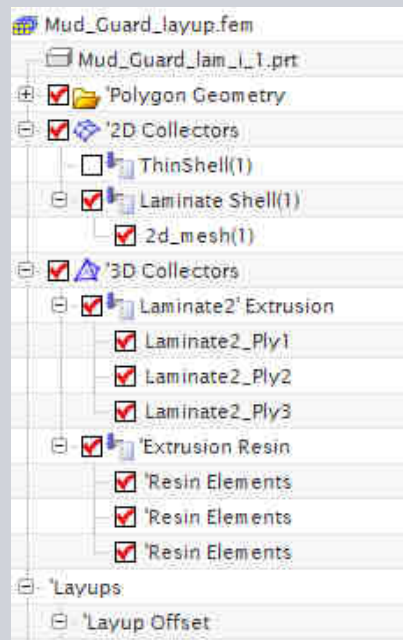 Mud_Guard_layup.fem
Mud_Guard_lam_i_1.prt
'Polygon Geometry
'2D Collectors
ThinShell(1)
Laminate Shell(1)
2d_mesh(1)
'3D Collectors
Laminate2' Extrusion
Laminate2_Ply1
Laminate2_Ply2
Laminate2_Ply3
'Extrusion Resin
'Resin Elements
'Resin Elements
'Resin Elements
'Layups
'Layup Offset